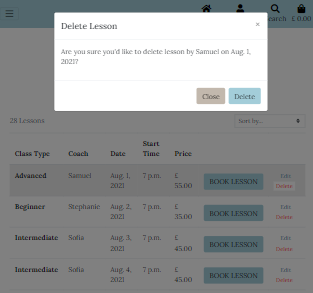 Delete Lesson ×
Are you sure you'd like to delete lesson by Samuel on Aug. 1,
2021?
Close Delete
earch £ 0.00
28 Lessons Sort by...
Class Type Coach Date Start Time Price
Advanced Samuel Aug. 1, 2021 7 p.m. £ 55.00 BOOK LESSON Edit Delete
Beginner Stephanie Aug. 2, 2021 7 p.m. £ 35.00 BOOK LESSON Edit Delete
Intermediate Sofia Aug. 3, 2021 7 p.m. £ 45.00 BOOK LESSON Edit Delete
Intermediate Sofia Aug. 4, 2021 7 p.m. £ 45.00 BOOK LESSON Edit Delete